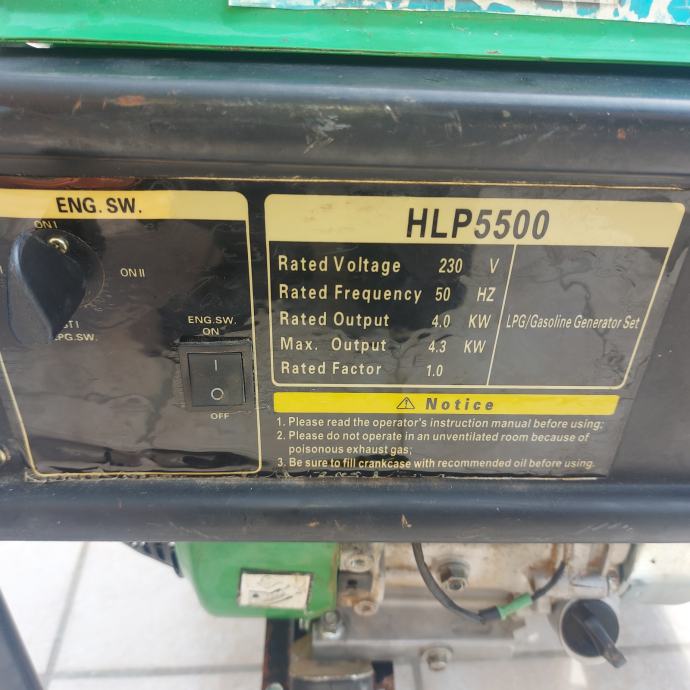 ENG. SW.
ON I
ON II
ENG.SW.
ON
OFF
HLP5500
Rated Voltage 230 V
Rated Frequency 50 HZ
Rated Output 4.0 KW
Max. Output 4.3 KW
Rated Factor 1.0
LPG/Gasoline Generator Set
Notice
1. Please read the operator's instruction manual before using;
2. Please do not operate in an unventilated room because of
poisonous exhaust gas;
3. Be sure to fill crankcase with recommended oil before using.